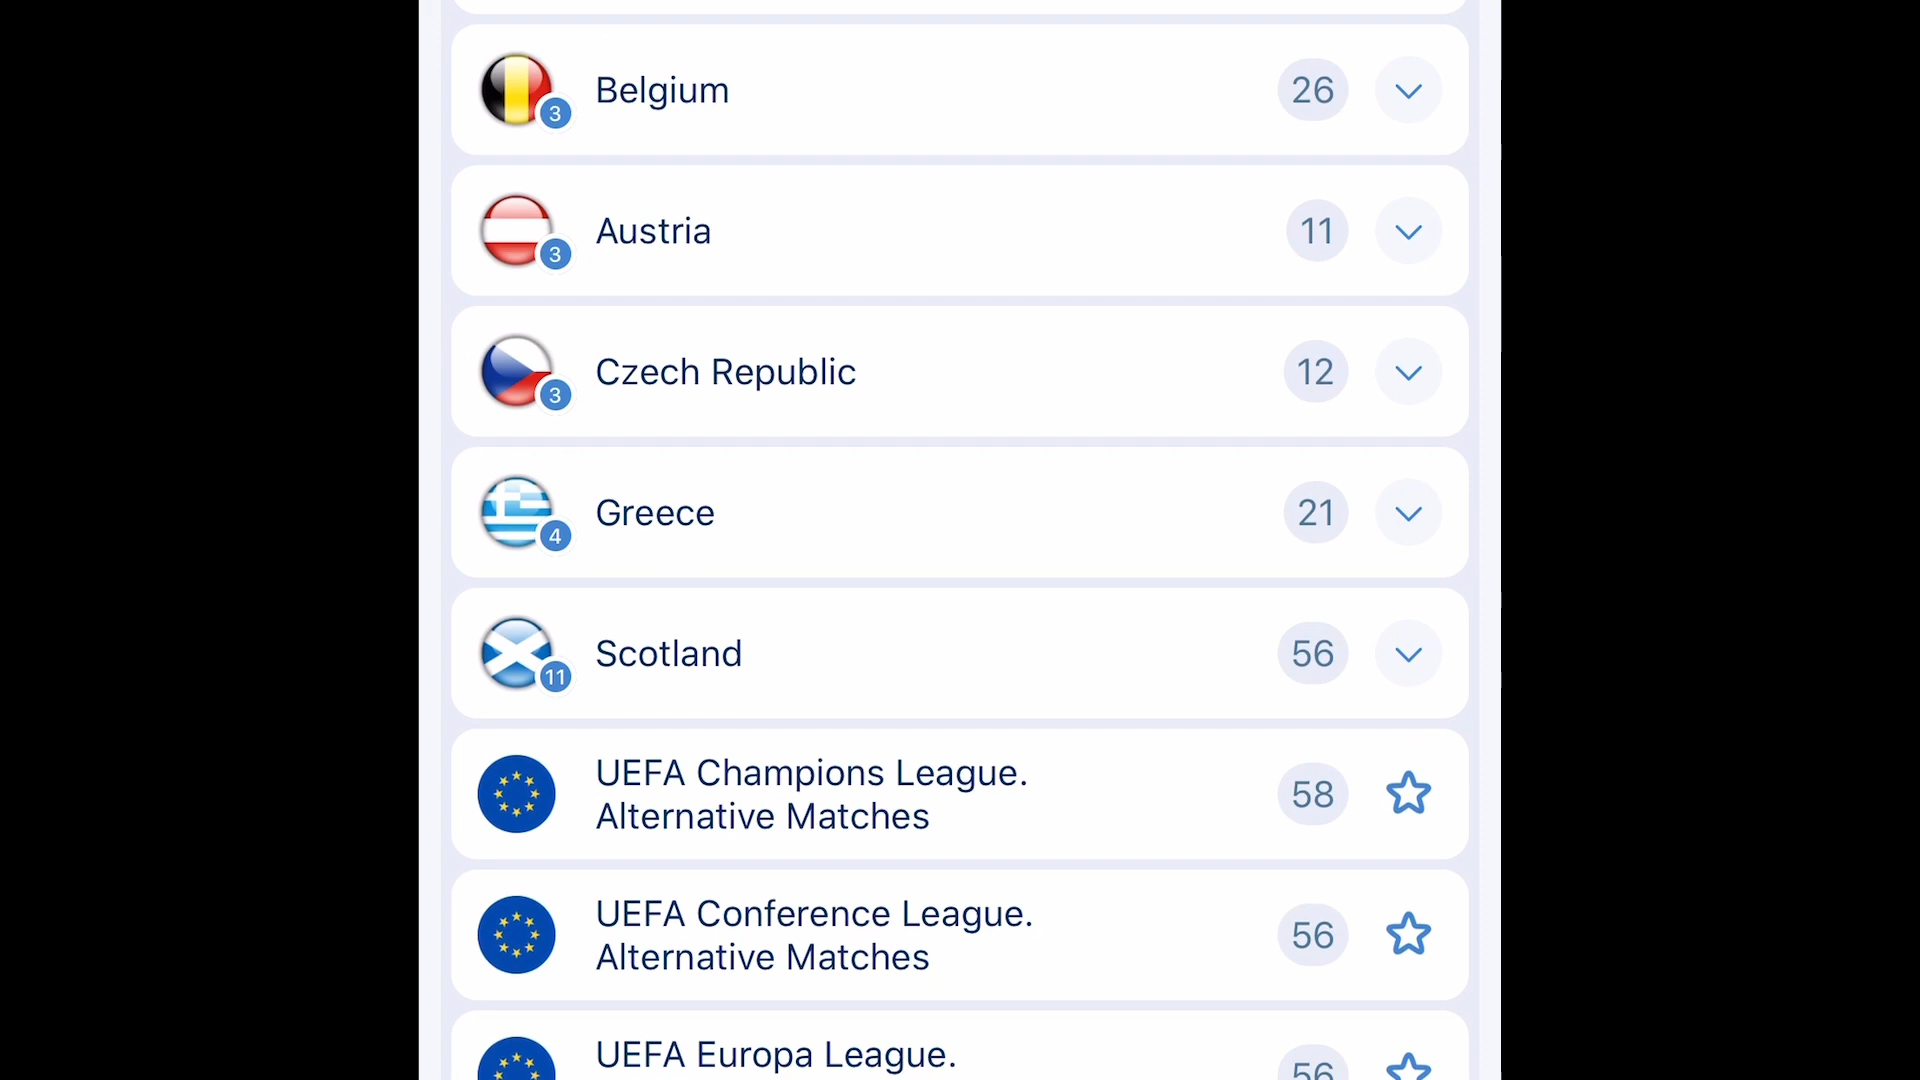 Belgium
26
3
Austria
11
3
Czech Republic
12
3
Greece
21
4
Scotland
56
11
UEFA Champions League.
Alternative Matches
58
UEFA Conference League.
Alternative Matches
56
UEFA Europa League.
56